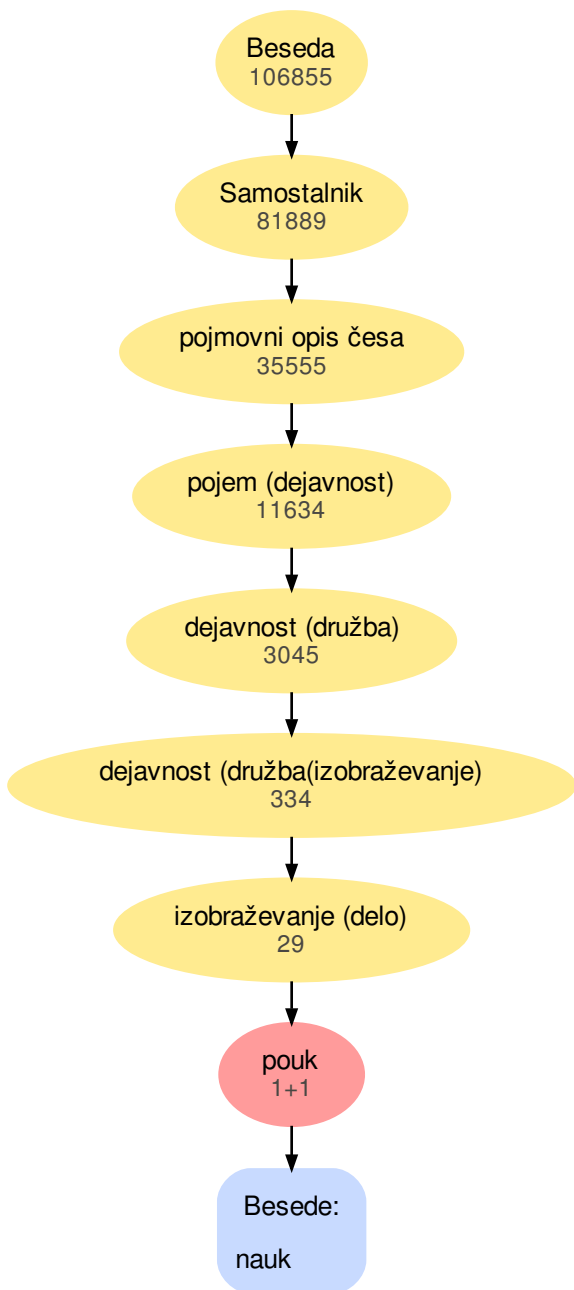 Beseda
106855
Samostalnik
81889
pojmovni opis česa
35555
pojem (dejavnost)
11634
dejavnost (družba)
3045
dejavnost (družba(izobraževanje)
334
izobraževanje (delo)
29
pouk
1+1
Besede:
nauk